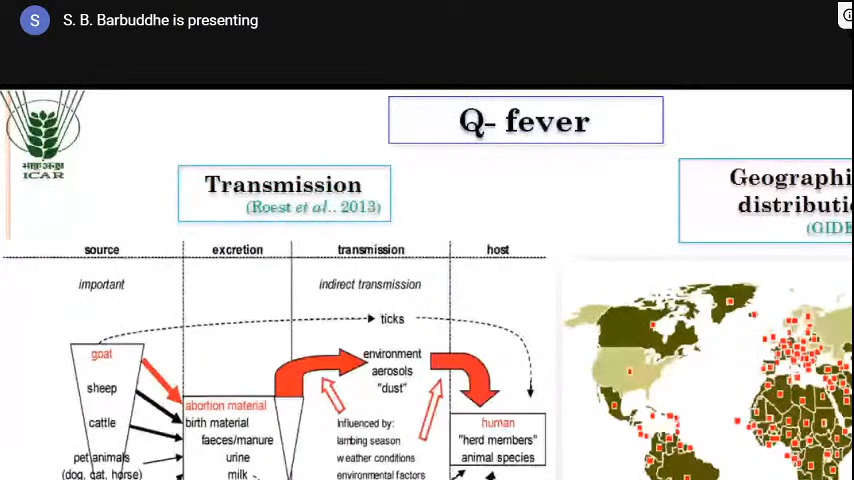 S
S. B. Barbuddhe is presenting
Q- fever
ICAR
Transmission
(Roest et al.. 2013)
Geographi
distributi
(GIDE
source
excretion
transmission
host
important
indirect transmission
ticks
goat
sheep
cattle
pet animals
(dog, cat, horse)
abortion material
birth material
faeces/manure
urine
milk
environment
aerosols
"dust"
Influenced by:
lambing season
weather conditions
environmental factors
human
"herd members"
animal species